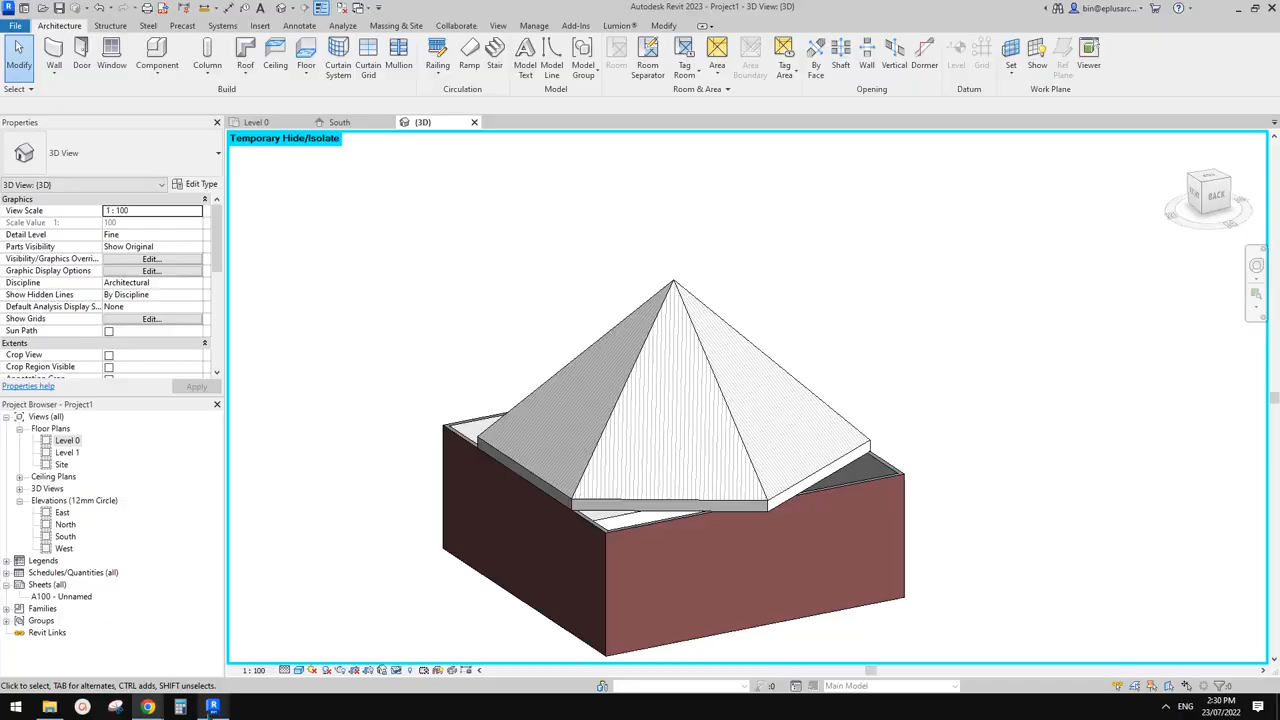 Autodesk Revit 2023 - Project1 - 3D View: {3D}
bin@eplusarc...
File Architecture Structure Steel Precast Systems Insert Annotate Analyze Massing & Site Collaborate View Manage Add-Ins Lumion® Modify
Modify Wall Door Window Component Column Roof Ceiling Floor Curtain System Curtain Grid Mullion Railing Ramp Stair Model Text Model Line Model Group Room Room Separator Tag Room Area Area Boundary Tag Area By Face Shaft Wall Vertical Dormer Level Grid Set Show Ref Plane Viewer
Select Build Circulation Model Room & Area Opening Datum Work Plane
Properties
Level 0 South {3D}
Temporary Hide/Isolate
3D View
3D View: {3D} Edit Type
Graphics
View Scale 1 : 100
Scale Value 1: 100
Detail Level Fine
Parts Visibility Show Original
Visibility/Graphics Overri... Edit...
Graphic Display Options Edit...
Discipline Architectural
Show Hidden Lines By Discipline
Default Analysis Display S... None
Show Grids Edit...
Sun Path
Extents
Crop View
Crop Region Visible
Properties help Apply
Project Browser - Project1
Views (all)
Floor Plans
Level 0
Level 1
Site
Ceiling Plans
3D Views
Elevations (12mm Circle)
East
North
South
West
Legends
Schedules/Quantities (all)
Sheets (all)
A100 - Unnamed
Families
Groups
Revit Links
BACK
1 : 100
Click to select, TAB for alternates, CTRL adds, SHIFT unselects.
:0 Main Model :0
ENG 2:30 PM
23/07/2022